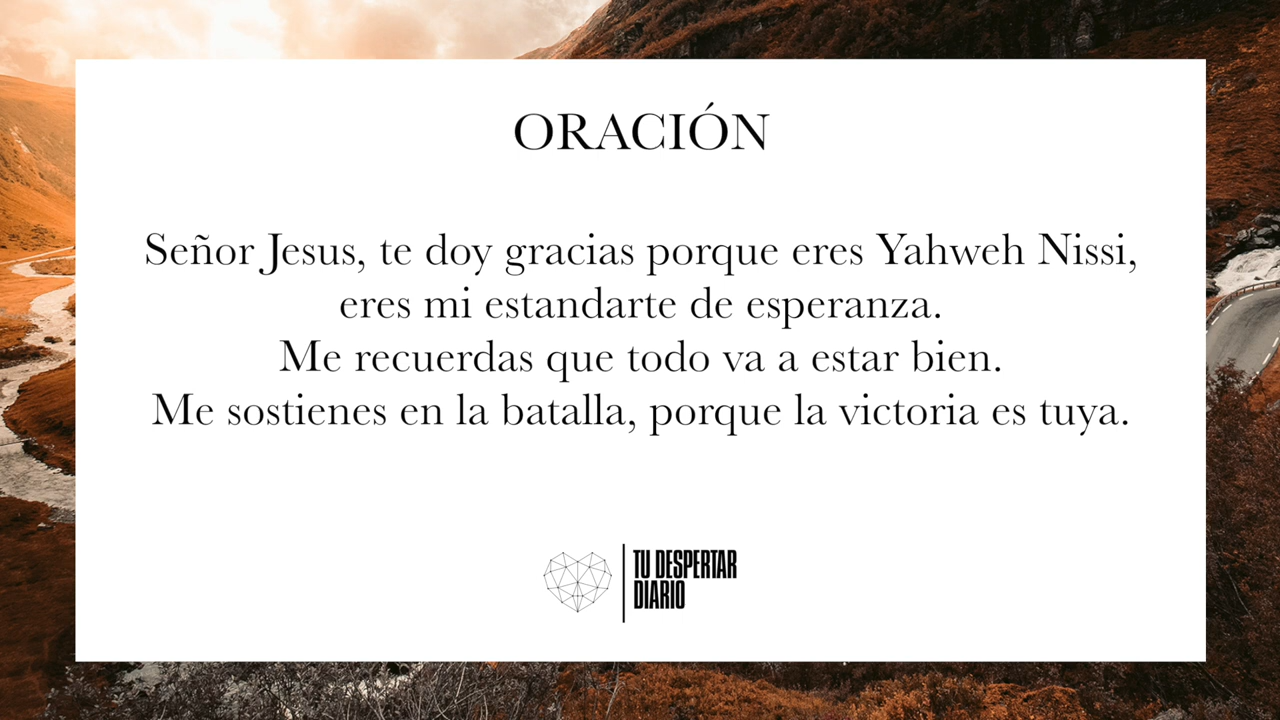 ORACIÓN
Señor Jesus, te doy gracias porque eres Yahweh Nissi,
eres mi estandarte de esperanza.
Me recuerdas que todo va a estar bien.
Me sostienes en la batalla, porque la victoria es tuya.
TU DESPERTAR
DIARIO